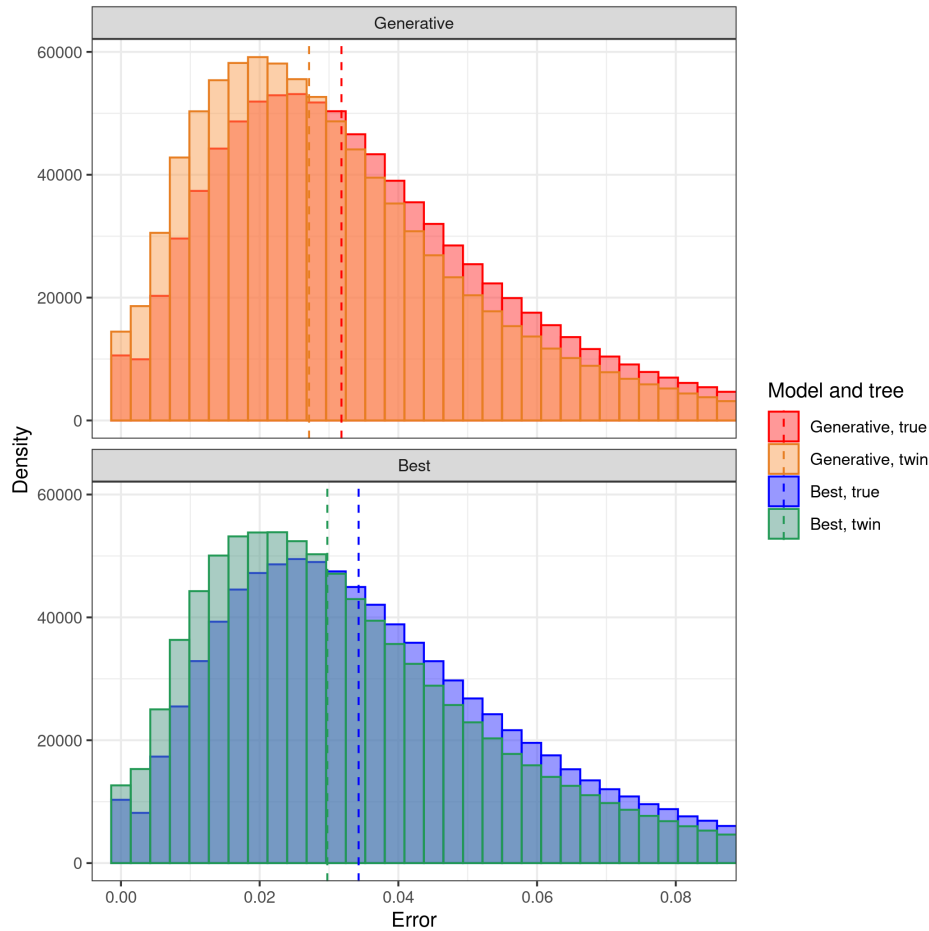 Generative
60000
40000
20000
0
Best
60000
40000
20000
0
Density
0.00 0.02 0.04 0.06 0.08
Error
Model and tree
Generative, true
Generative, twin
Best, true
Best, twin